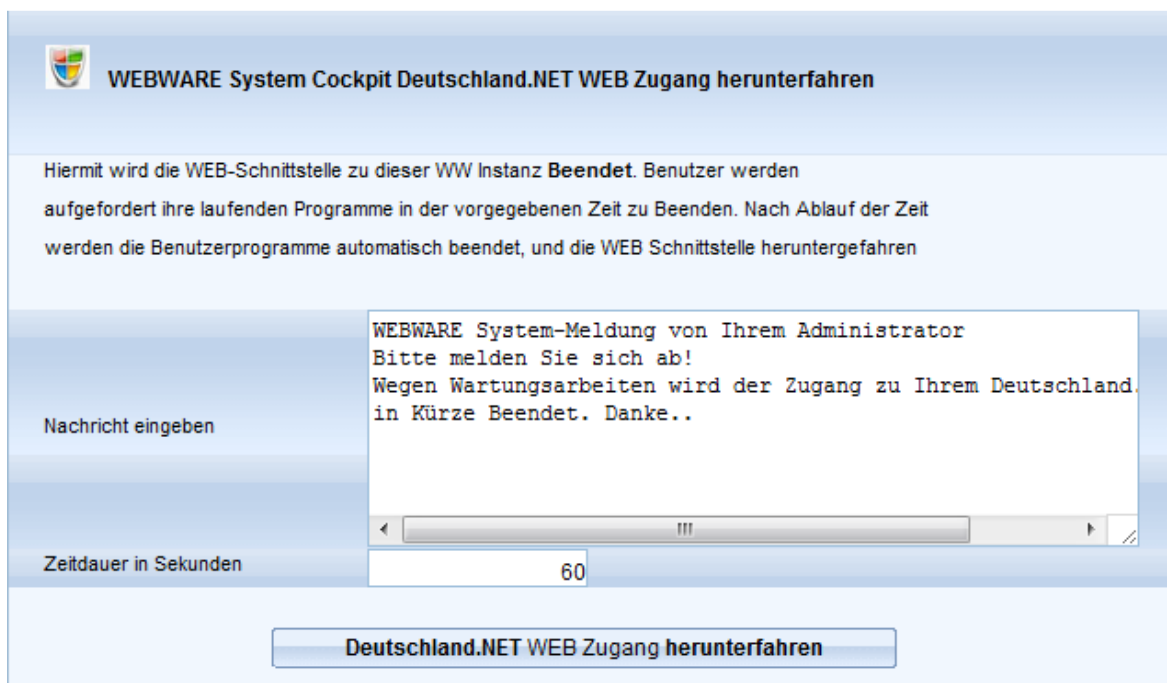 WEBWARE System Cockpit Deutschland.NET WEB Zugang herunterfahren
Hiermit wird die WEB-Schnittstelle zu dieser WW Instanz Beendet. Benutzer werden
aufgefordert ihre laufenden Programme in der vorgegebenen Zeit zu Beenden. Nach Ablauf der Zeit
werden die Benutzerprogramme automatisch beendet, und die WEB Schnittstelle heruntergefahren
Nachricht eingeben
WEBWARE System-Meldung von Ihrem Administrator
Bitte melden Sie sich ab!
Wegen Wartungsarbeiten wird der Zugang zu Ihrem Deutschland.
in Kürze Beendet. Danke..
Zeitdauer in Sekunden
60
Deutschland.NET WEB Zugang herunterfahren